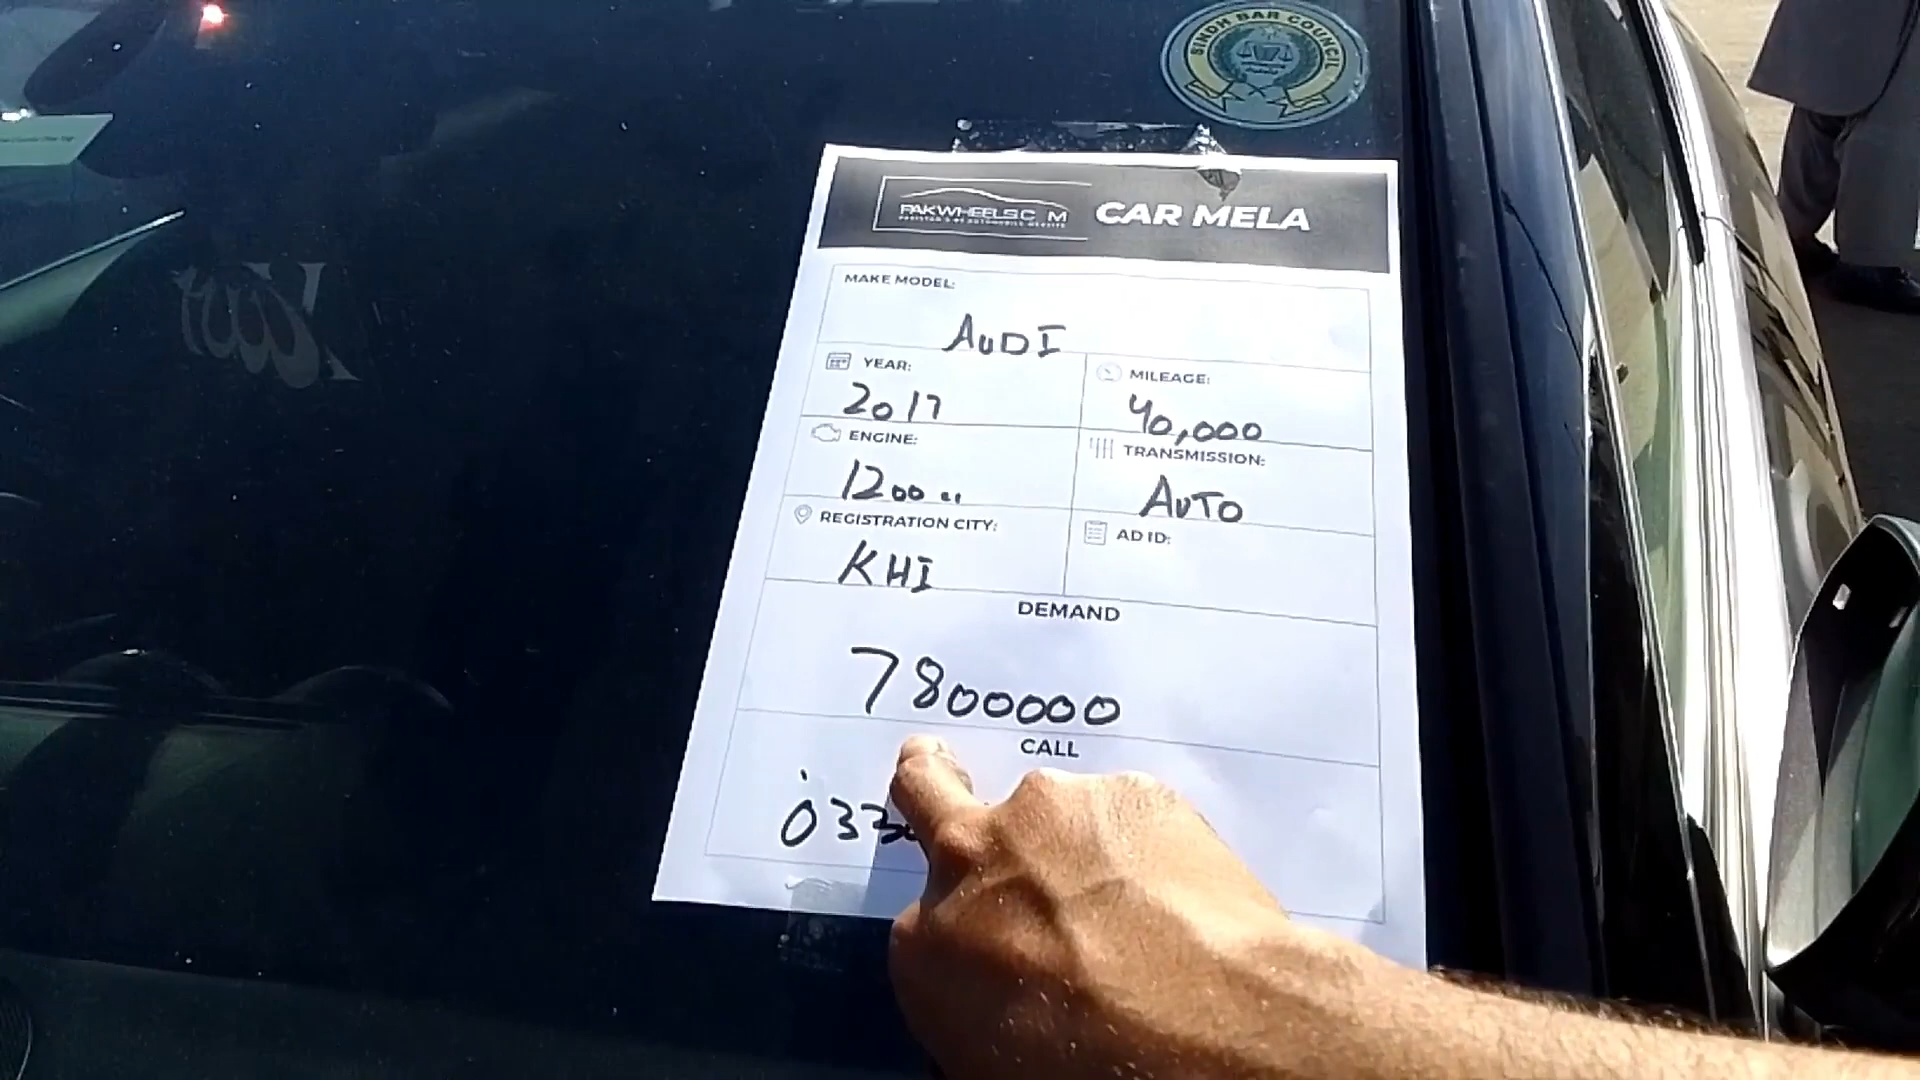 SINDH BAR COUNCIL
PAKWHEELS.COM
CAR MELA
MAKE MODEL:
AUDI
YEAR:
2017
MILEAGE:
40,000
ENGINE:
1200 cc
TRANSMISSION:
AUTO
REGISTRATION CITY:
KHI
AD ID:
DEMAND
7800000
CALL
033